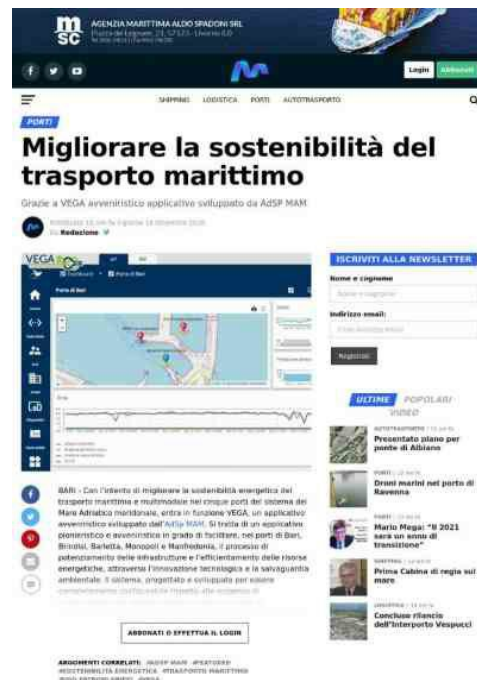 msc
AGENZIA MARITTIMA ALDO SPADONI SRL
Login
Abbonati
SHIPPING LOGISTICA PORTI AUTOTRASPORTO
PORTI
Migliorare la sostenibilità del
trasporto marittimo
Grazie a VEGA avveniristico applicativo sviluppato da AdSP MAM
Redazione
VEGA
Porto di Bari
BARI - Con l'intento di migliorare la sostenibilità energetica del
trasporto marittimo e multimodale nei cinque porti del sistema del
Mare Adriatico meridionale, entra in funzione VEGA, un applicativo
avveniristico sviluppato dall'AdSp MAM. Si tratta di un applicativo
pionieristico e avveniristico in grado di facilitare, nei porti di Bari,
Brindisi, Barletta, Monopoli e Manfredonia, il processo di
potenziamento delle infrastrutture e l'efficientamento delle risorse
energetiche, attraverso l'innovazione tecnologica e la salvaguardia
ambientale. Il sistema, progettato e sviluppato per essere
ABBONATI O EFFETTUA IL LOGIN
ARGOMENTI CORRELATI:
ISCRIVITI ALLA NEWSLETTER
Nome e cognome
Nome e cognome
Indirizzo email:
Registrati
ULTIME POPOLARI
VIDEO
Presentato piano per
ponte di Albiano
Droni marini nel porto di
Ravenna
Mario Mega: "Il 2021
sarà un anno di
transizione"
Prima Cabina di regia sul
mare
Concluso rilancio
dell'Interporto Vespucci